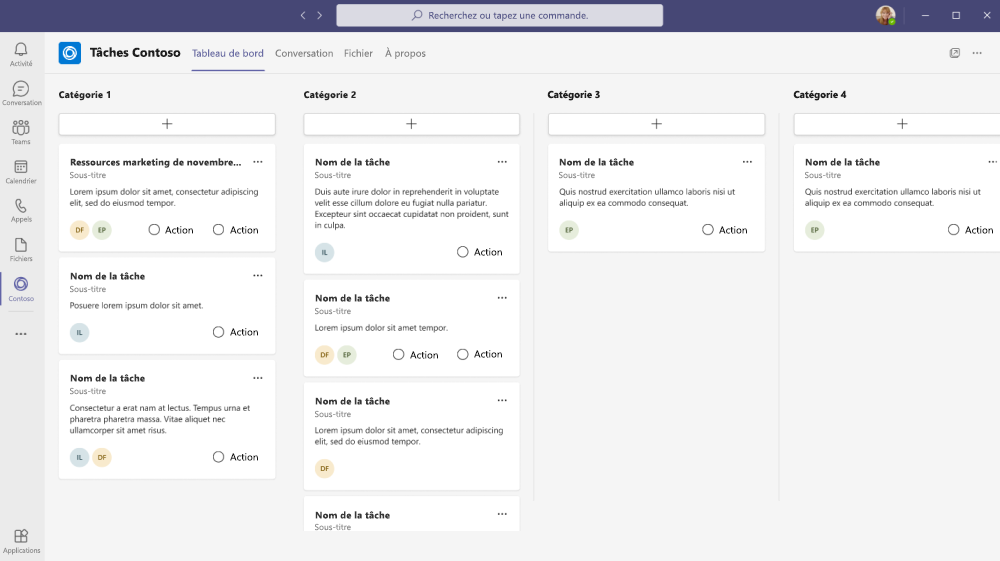 Recherchez ou tapez une commande.
Activité
Conversation
Teams
Calendrier
Appels
Fichiers
Contoso
Applications
Tâches Contoso
Tableau de bord
Conversation
Fichier
À propos
Catégorie 1
Ressources marketing de novembre...
Sous-titre
Lorem ipsum dolor sit amet, consectetur adipiscing
elit, sed do eiusmod tempor.
DF EP Action Action
Nom de la tâche
Sous-titre
Posuere lorem ipsum dolor sit amet.
IL Action
Nom de la tâche
Sous-titre
Consectetur a erat nam at lectus. Tempus urna et
pharetra pharetra massa. Vitae aliquet nec
ullamcorper sit amet risus.
IL DF Action
Catégorie 2
Nom de la tâche
Sous-titre
Duis aute irure dolor in reprehenderit in voluptate
velit esse cillum dolore eu fugiat nulla pariatur.
Excepteur sint occaecat cupidatat non proident, sunt
in culpa.
IL Action
Nom de la tâche
Sous-titre
Lorem ipsum dolor sit amet tempor.
DF EP Action Action
Nom de la tâche
Sous-titre
Lorem ipsum dolor sit amet, consectetur adipiscing
elit, sed do eiusmod tempor.
DF
Nom de la tâche
Sous-titre
Catégorie 3
Nom de la tâche
Sous-titre
Quis nostrud exercitation ullamco laboris nisi ut
aliquip ex ea commodo consequat.
EP Action
Catégorie 4
Nom de la tâche
Sous-titre
Quis nostrud exercitation ullamco laboris nisi ut
aliquip ex ea commodo consequat.
EP Action